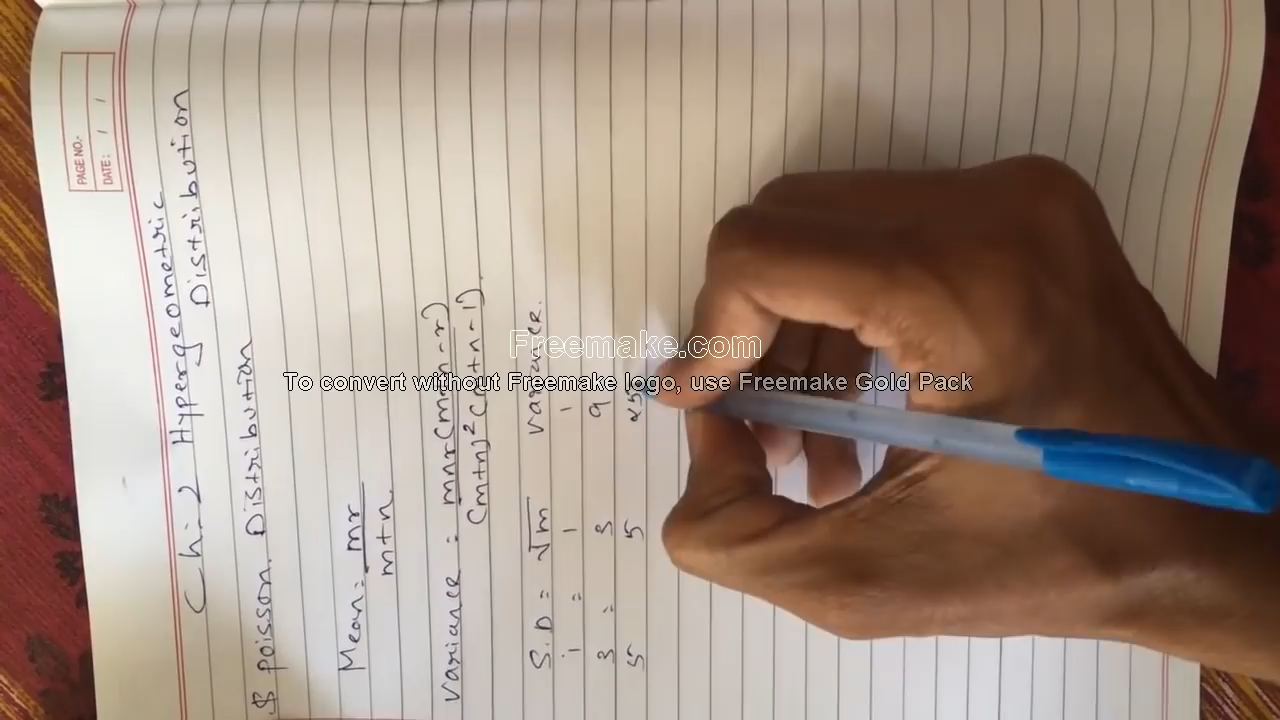 PAGE NO.:
DATE: / /
Ch.-2 Hypergeometric
Distribution
$ poisson. Distribution
Mean = mr
m+n
variance = mnr(m+n-r)
(m+n)²(m+n-1).
S.D = √m variance.
1 = 1 1
3 = 3 9
5 5 25
Freemake.com
To convert without Freemake logo, use Freemake Gold Pack